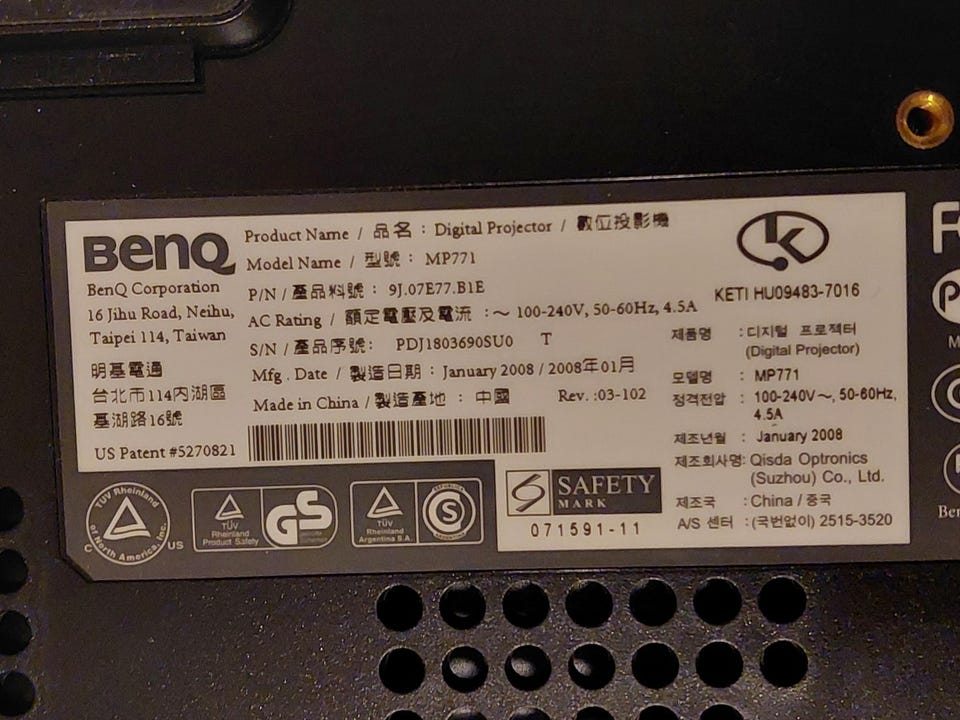 BenQ
BenQ Corporation
16 Jihu Road, Neihu,
Taipei 114, Taiwan
明基電通
台北市114內湖區
基湖路16號
US Patent #5270821
Product Name / 品名 : Digital Projector / 數位投影機
Model Name / 型號 : MP771
P/N / 產品料號 : 9J.07E77.B1E
AC Rating / 額定電壓及電流 :~ 100-240V, 50-60Hz, 4.5A
S/N / 產品序號: PDJ1803690SU0 T
Mfg . Date / 製造日期 : January 2008 / 2008年01月
Made in China / 製造產地 : 中國 Rev. :03-102
KETI HU09483-7016
제품명 : 디지털 프로젝터
(Digital Projector)
모델명 : MP771
정격전압 : 100-240V~, 50-60Hz,
4.5A
제조년월 : January 2008
제조회사명: Qisda Optronics
(Suzhou) Co., Ltd.
제조국 : China / 중국
A/S 센터 : (국번없이) 2515-3520
TUV Rheinland
of North America, Inc.
C US
TÜV
Rheinland
Product Safety
GS
TÜV
Rheinland
Argentina S.A.
S
S SAFETY
MARK
071591-11
F
Ben